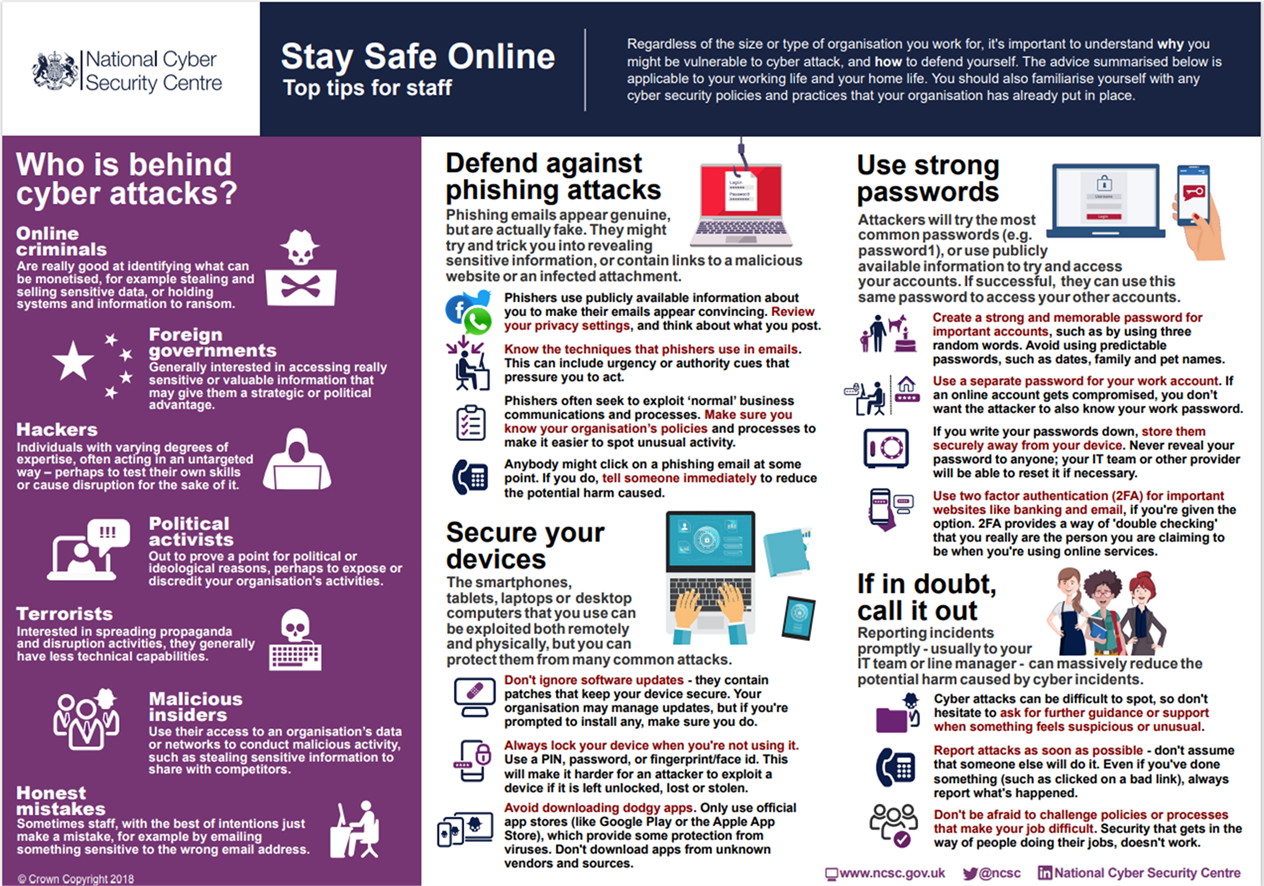 National Cyber
Security Centre
Stay Safe Online
Top tips for staff
Regardless of the size or type of organisation you work for, it's important to understand why you
might be vulnerable to cyber attack, and how to defend yourself. The advice summarised below is
applicable to your working life and your home life. You should also familiarise yourself with any
cyber security policies and practices that your organisation has already put in place.
Who is behind
cyber attacks?
Online
criminals
Are really good at identifying what can
be monetised, for example stealing and
selling sensitive data, or holding
systems and information to ransom.
Foreign
governments
Generally interested in accessing really
sensitive or valuable information that
may give them a strategic or political
advantage.
Hackers
Individuals with varying degrees of
expertise, often acting in an untargeted
way – perhaps to test their own skills
or cause disruption for the sake of it.
!!!
Political
activists
Out to prove a point for political or
ideological reasons, perhaps to expose or
discredit your organisation's activities.
Terrorists
Interested in spreading propaganda
and disruption activities, they generally
have less technical capabilities.
Malicious
insiders
Use their access to an organisation's data
or networks to conduct malicious activity,
such as stealing sensitive information to
share with competitors.
Honest
mistakes
Sometimes staff, with the best of intentions just
make a mistake, for example by emailing
something sensitive to the wrong email address.
© Crown Copyright 2018
Defend against
phishing attacks
Login
Password
Phishing emails appear genuine,
but are actually fake. They might
try and trick you into revealing
sensitive information, or contain links to a malicious
website or an infected attachment.
Phishers use publicly available information about
you to make their emails appear convincing. Review
your privacy settings, and think about what you post.
Know the techniques that phishers use in emails.
This can include urgency or authority cues that
pressure you to act.
Phishers often seek to exploit 'normal' business
communications and processes. Make sure you
know your organisation's policies and processes to
make it easier to spot unusual activity.
Anybody might click on a phishing email at some
point. If you do, tell someone immediately to reduce
the potential harm caused.
Secure your
devices
The smartphones,
tablets, laptops or desktop
computers that you use can
be exploited both remotely
and physically, but you can
protect them from many common attacks.
Don't ignore software updates - they contain
patches that keep your device secure. Your
organisation may manage updates, but if you're
prompted to install any, make sure you do.
Always lock your device when you're not using it.
Use a PIN, password, or fingerprint/face id. This
will make it harder for an attacker to exploit a
device if it is left unlocked, lost or stolen.
Avoid downloading dodgy apps. Only use official
app stores (like Google Play or the Apple App
Store), which provide some protection from
viruses. Don't download apps from unknown
vendors and sources.
Use strong
passwords
Login
Attackers will try the most
common passwords (e.g.
password1), or use publicly
available information to try and access
your accounts. If successful, they can use this
same password to access your other accounts.
Create a strong and memorable password for
important accounts, such as by using three
random words. Avoid using predictable
passwords, such as dates, family and pet names.
Use a separate password for your work account. If
an online account gets compromised, you don't
want the attacker to also know your work password.
If you write your passwords down, store them
securely away from your device. Never reveal your
password to anyone; your IT team or other provider
will be able to reset it if necessary.
Use two factor authentication (2FA) for important
websites like banking and email, if you're given the
option. 2FA provides a way of 'double checking'
that you really are the person you are claiming to
be when you're using online services.
If in doubt,
call it out
Reporting incidents
promptly - usually to your
IT team or line manager - can massively reduce the
potential harm caused by cyber incidents.
Cyber attacks can be difficult to spot, so don't
hesitate to ask for further guidance or support
when something feels suspicious or unusual.
Report attacks as soon as possible - don't assume
that someone else will do it. Even if you've done
something (such as clicked on a bad link), always
report what's happened.
Don't be afraid to challenge policies or processes
that make your job difficult. Security that gets in the
way of people doing their jobs, doesn't work.
www.ncsc.gov.uk @ncsc in National Cyber Security Centre